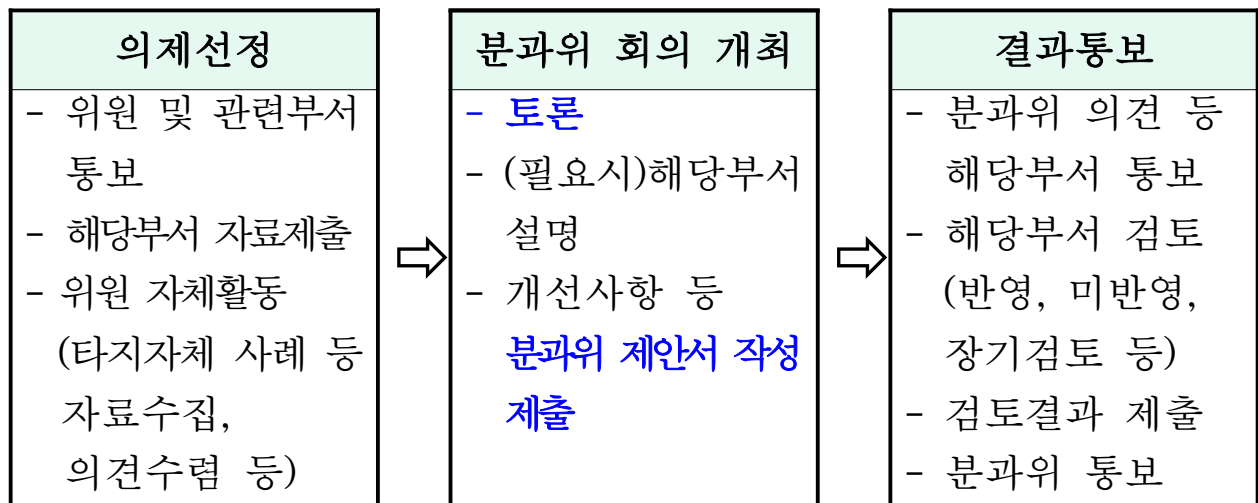 의제선정
- 위원 및 관련부서
통보
- 해당부서 자료제출
- 위원 자체활동
(타지자체 사례 등
자료수집,
의견수렴 등)
분과위 회의 개최
- 토론
- (필요시)해당부서
설명
- 개선사항 등
분과위 제안서 작성
제출
결과통보
- 분과위 의견 등
해당부서 통보
- 해당부서 검토
(반영, 미반영,
장기검토 등)
- 검토결과 제출
- 분과위 통보